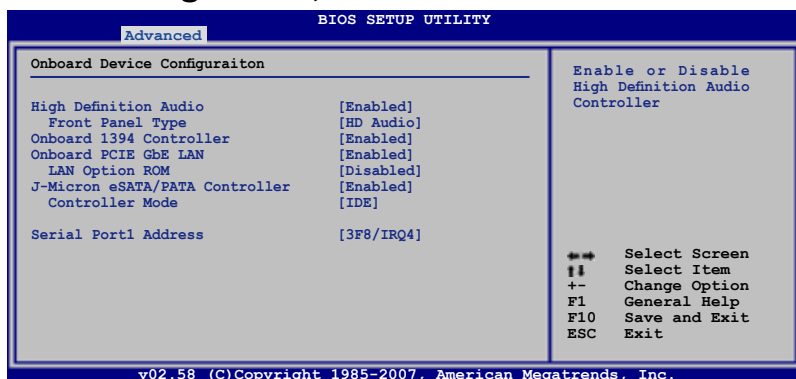 BIOS SETUP UTILITY
Advanced
Onboard Device Configuraiton
High Definition Audio [Enabled]
Front Panel Type [HD Audio]
Onboard 1394 Controller [Enabled]
Onboard PCIE GbE LAN [Enabled]
LAN Option ROM [Disabled]
J-Micron eSATA/PATA Controller [Enabled]
Controller Mode [IDE]
Serial Port1 Address [3F8/IRQ4]
Enable or Disable
High Definition Audio
Controller
←→ Select Screen
↑↓ Select Item
+- Change Option
F1 General Help
F10 Save and Exit
ESC Exit
v02.58 (C)Copyright 1985-2007, American Megatrends, Inc.